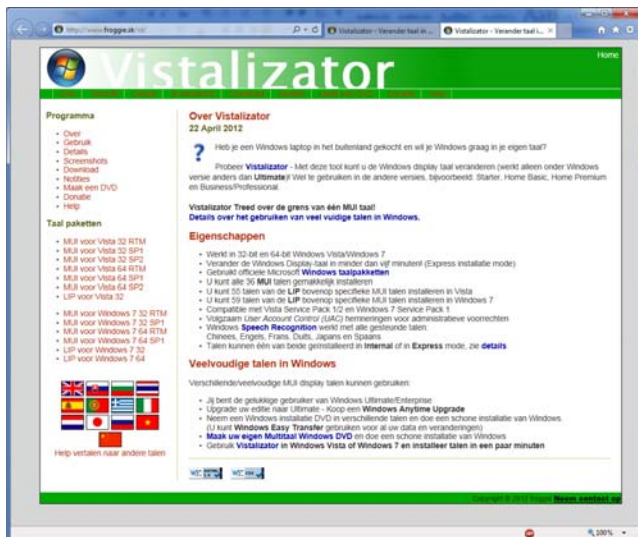 http://www.froggie.sk/nl/
Vistalizator - Verander taal in ...
Vistalizator - Verander taal i...
Home
Vistalizator
Programma
Over
Gebruik
Details
Screenshots
Download
Notities
Maak een DVD
Donatie
Help
Taal paketten
MUI voor Vista 32 RTM
MUI voor Vista 32 SP1
MUI voor Vista 32 SP2
MUI voor Vista 64 RTM
MUI voor Vista 64 SP1
MUI voor Vista 64 SP2
LIP voor Vista 32
MUI voor Windows 7 32 RTM
MUI voor Windows 7 32 SP1
MUI voor Windows 7 64 RTM
MUI voor Windows 7 64 SP1
LIP voor Windows 7 32
LIP voor Windows 7 64
Help vertalen naar andere talen
Over Vistalizator
22 April 2012
Heb je een Windows laptop in het buitenland gekocht en wil je Windows graag in je eigen taal?
Probeer Vistalizator - Met deze tool kunt u de Windows display taal veranderen (werkt alleen onder Windows
versie anders dan Ultimate)! Wel te gebruiken in de andere versies, bijvoorbeeld: Starter, Home Basic, Home Premium
en Business/Professional.
Vistalizator Treed over de grens van één MUI taal!
Details over het gebruiken van veel vuidige talen in Windows.
Eigenschappen
Werkt in 32-bit en 64-bit Windows Vista/Windows 7
Verander de Windows Display-taal in minder dan vijf minuten! (Express installatie mode)
Gebruikt officiele Microsoft Windows taalpakketten
U kunt alle 36 MUI talen gemakkelijk installeren
U kunt 55 talen van de LIP bovenop specifieke MUI talen installeren in Vista
U kunt 59 talen van de LIP bovenop specifieke MUI talen installeren in Windows 7
Compatible met Vista Service Pack 1/2 en Windows 7 Service Pack 1
Volgzaam User Account Control (UAC) herinneringen voor administratieve voorrechten
Windows Speech Recognition werkt met alle gesteunde talen:
Chinees, Engels, Frans, Duits, Japans en Spaans
Talen kunnen één van beide geïnstalleerd in Internal of in Express mode, zie details
Veelvoudige talen in Windows
Verschillende/veelvoudige MUI display talen kunnen gebruiken:
Jij bent de gelukkige gebruiker van Windows Ultimate/Enterprise
Upgrade uw editie naar Ultimate - Koop een Windows Anytime Upgrade
Neem een Windows installatie DVD in verschillende talen en doe een schone installatie van Windows.
(U kunt Windows Easy Transfer gebruiken voor al uw data en veranderingen)
Maak uw eigen Multitaal Windows DVD en doe een schone installatie van Windows
Gebruik Vistalizator in Windows Vista of Windows 7 en installeer talen in een paar minuten
Copyright © 2012 froggie Neem contact op
100%